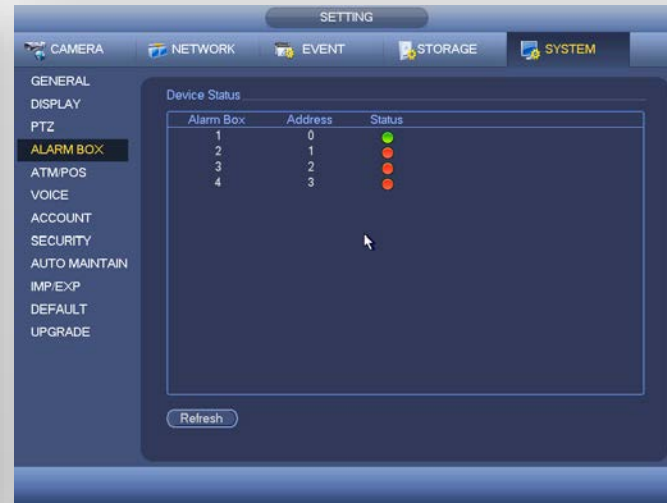 SETTING
CAMERA NETWORK EVENT STORAGE SYSTEM
GENERAL
DISPLAY
PTZ
ALARM BOX
ATM/POS
VOICE
ACCOUNT
SECURITY
AUTO MAINTAIN
IMP/EXP
DEFAULT
UPGRADE
Device Status
Alarm Box Address Status
1 0
2 1
3 2
4 3
Refresh